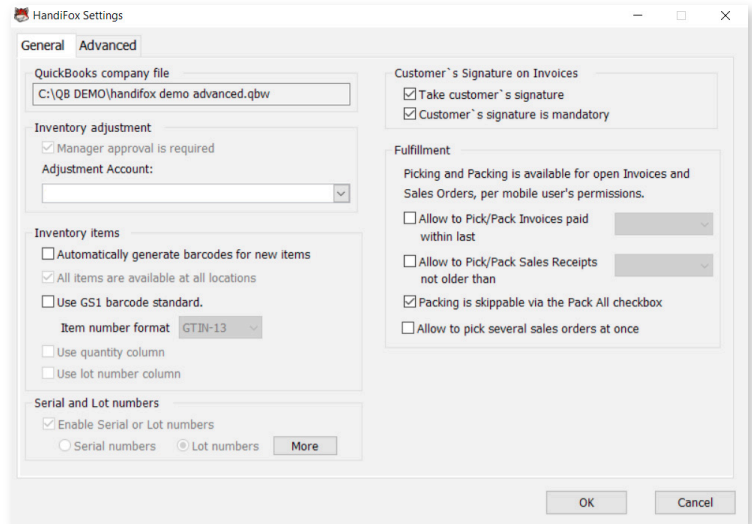 HandiFox Settings
General Advanced
QuickBooks company file
C:\QB DEMO\handifox demo advanced.qbw
Inventory adjustment
Manager approval is required
Adjustment Account:
Inventory items
Automatically generate barcodes for new items
All items are available at all locations
Use GS1 barcode standard.
Item number format GTIN-13
Use quantity column
Use lot number column
Serial and Lot numbers
Enable Serial or Lot numbers
Serial numbers Lot numbers More
Customer`s Signature on Invoices
Take customer`s signature
Customer`s signature is mandatory
Fulfillment
Picking and Packing is available for open Invoices and
Sales Orders, per mobile user's permissions.
Allow to Pick/Pack Invoices paid
within last
Allow to Pick/Pack Sales Receipts
not older than
Packing is skippable via the Pack All checkbox
Allow to pick several sales orders at once
OK Cancel